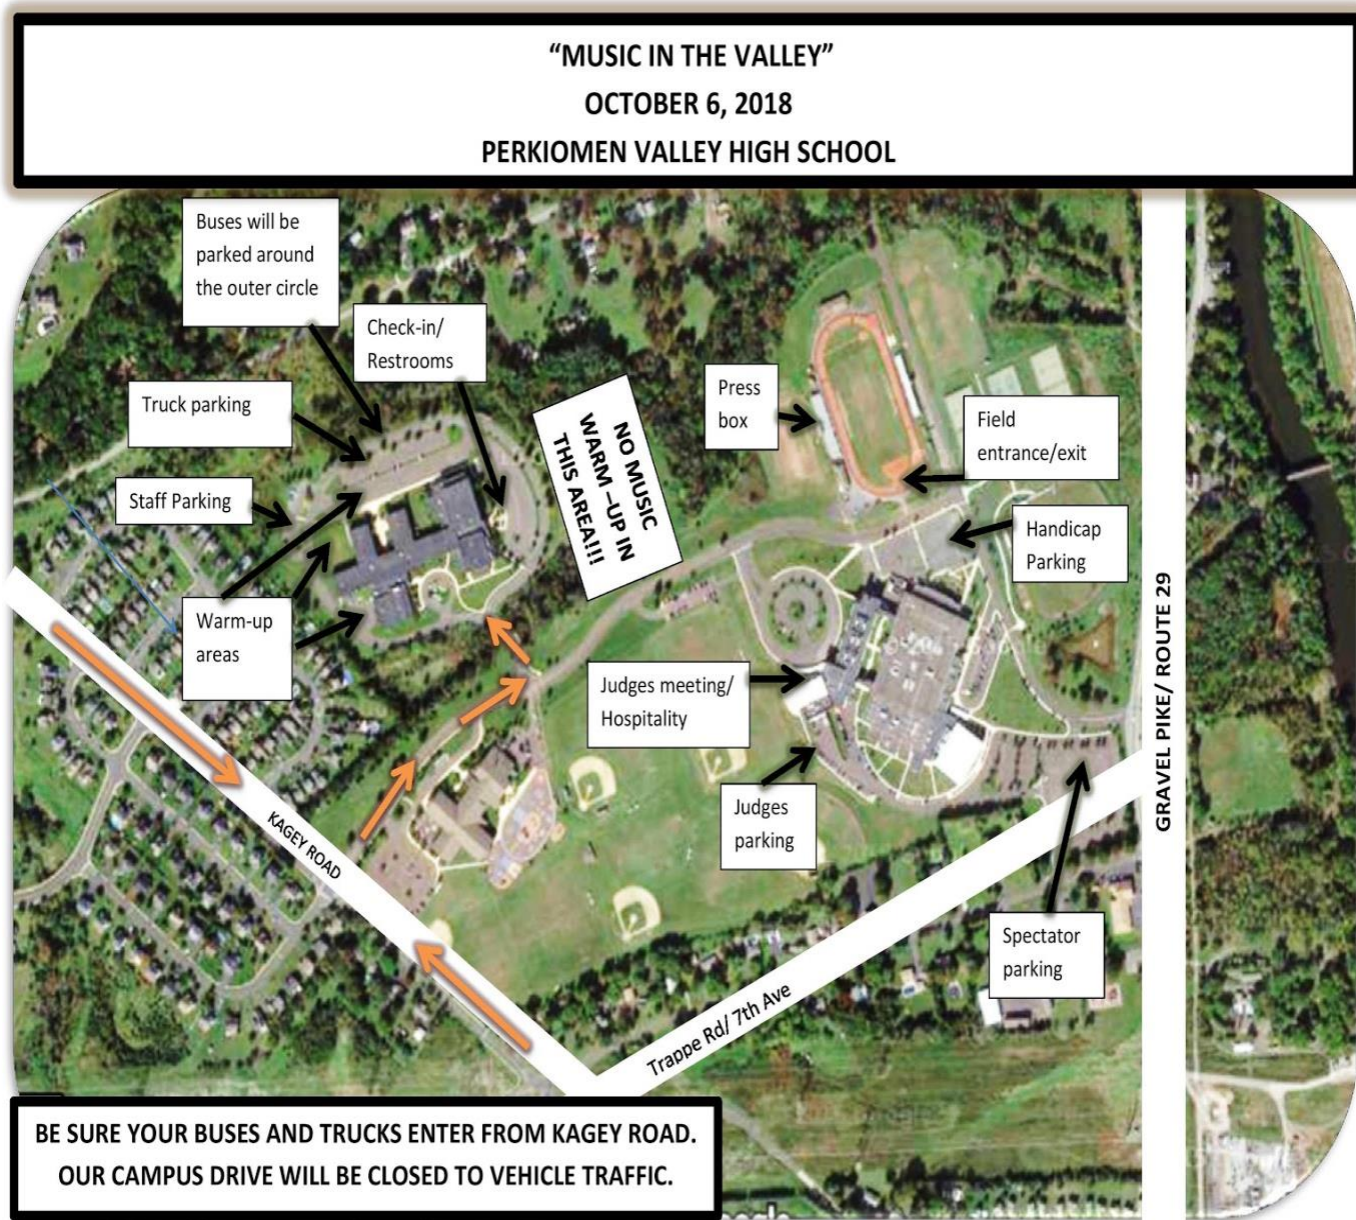 “MUSIC IN THE VALLEY”
OCTOBER 6, 2018
PERKIOMEN VALLEY HIGH SCHOOL
Buses will be
parked around
the outer circle
Check-in/
Restrooms
Truck parking
Staff Parking
Warm-up
areas
NO MUSIC
WARM –UP IN
THIS AREA!!!
Press
box
Field
entrance/exit
Handicap
Parking
Judges meeting/
Hospitality
Judges
parking
Spectator
parking
KAGEY ROAD
Trappe Rd/ 7th Ave
GRAVEL PIKE/ ROUTE 29
BE SURE YOUR BUSES AND TRUCKS ENTER FROM KAGEY ROAD.
OUR CAMPUS DRIVE WILL BE CLOSED TO VEHICLE TRAFFIC.